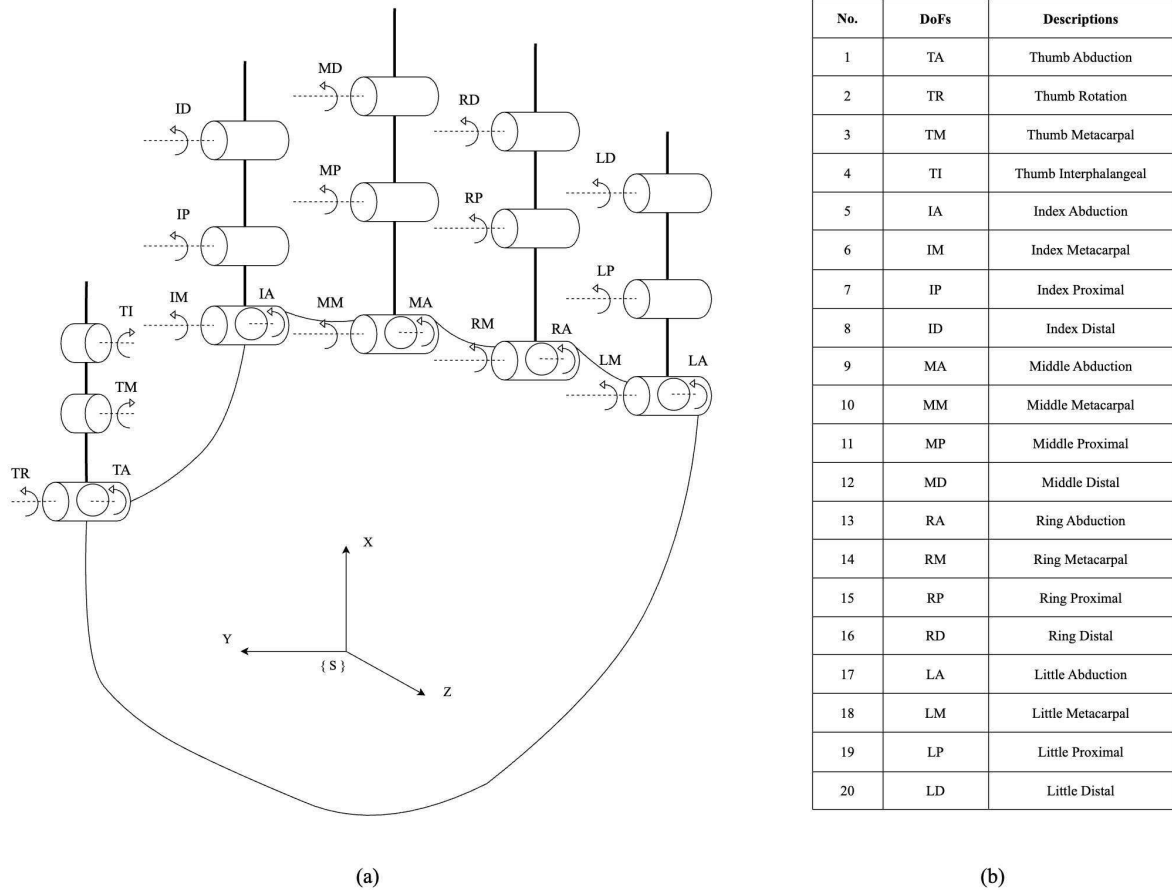 MD
ID
RD
MP
LD
IP
RP
LP
TI
IM
IA
MM
MA
RM
RA
TM
LM
LA
TR
TA
X
Y
{ S }
Z
(a)
No. DoFs Descriptions
1 TA Thumb Abduction
2 TR Thumb Rotation
3 TM Thumb Metacarpal
4 TI Thumb Interphalangeal
5 IA Index Abduction
6 IM Index Metacarpal
7 IP Index Proximal
8 ID Index Distal
9 MA Middle Abduction
10 MM Middle Metacarpal
11 MP Middle Proximal
12 MD Middle Distal
13 RA Ring Abduction
14 RM Ring Metacarpal
15 RP Ring Proximal
16 RD Ring Distal
17 LA Little Abduction
18 LM Little Metacarpal
19 LP Little Proximal
20 LD Little Distal
(b)